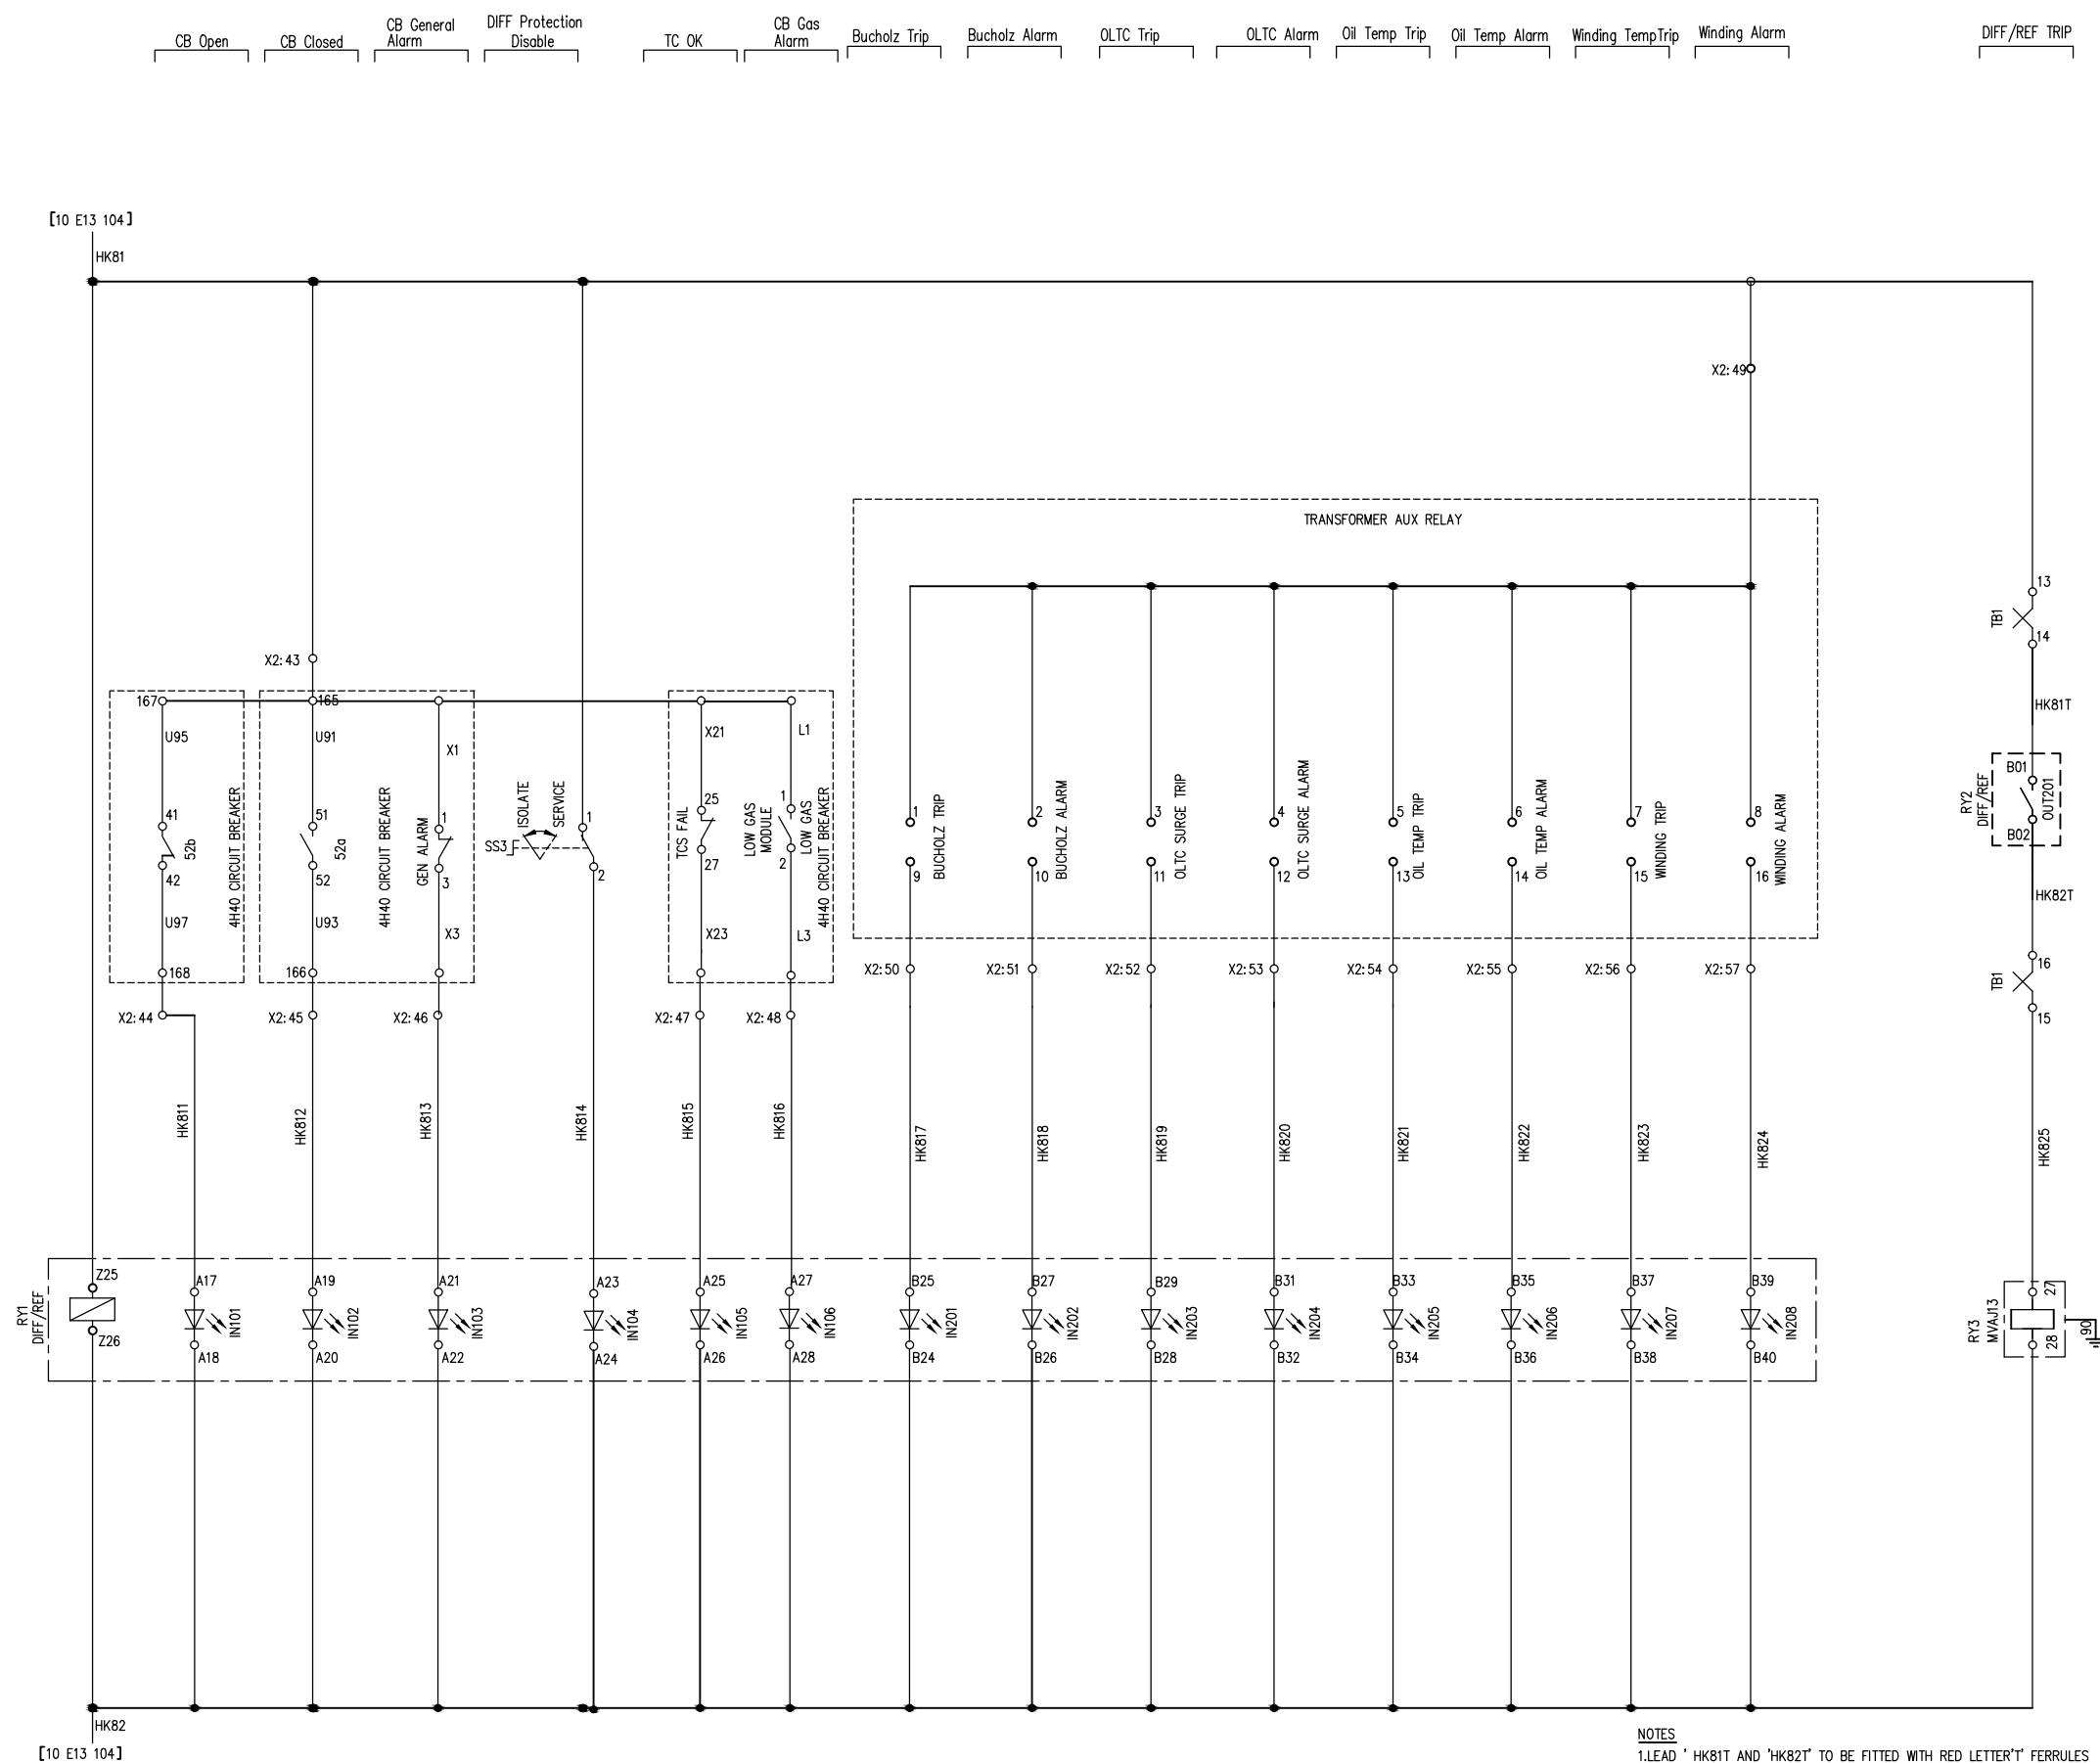 CB Open
CB Closed
CB General
Alarm
DIFF Protection
Disable
TC OK
CB Gas
Alarm
Bucholz Trip
Bucholz Alarm
OLTC Trip
OLTC Alarm
Oil Temp Trip
Oil Temp Alarm
Winding TempTrip
Winding Alarm
DIFF/REF TRIP
[10 E13 104]
HK81
X2:49
TRANSFORMER AUX RELAY
13
TB1
14
X2:43
167
165
HK81T
U95
U91
X1
X21
L1
B01
RY2
DIFF/REF
OUT201
B02
41
52b
42
4H40 CIRCUIT BREAKER
51
52a
52
4H40 CIRCUIT BREAKER
GEN ALARM
1
3
SS3
ISOLATE
SERVICE
1
2
TCS FAIL
25
27
LOW GAS
MODULE
1
2
LOW GAS
4H40 CIRCUIT BREAKER
1
9
BUCHOLZ TRIP
2
10
BUCHOLZ ALARM
3
11
OLTC SURGE TRIP
4
12
OLTC SURGE ALARM
5
13
OIL TEMP TRIP
6
14
OIL TEMP ALARM
7
15
WINDING TRIP
8
16
WINDING ALARM
HK82T
U97
U93
X3
X23
L3
168
166
X2:50
X2:51
X2:52
X2:53
X2:54
X2:55
X2:56
X2:57
16
TB1
15
X2:44
X2:45
X2:46
X2:47
X2:48
HK811
HK812
HK813
HK814
HK815
HK816
HK817
HK818
HK819
HK820
HK821
HK822
HK823
HK824
HK825
RY1
DIFF/REF
Z25
Z26
A17
IN101
A18
A19
IN102
A20
A21
IN103
A22
A23
IN104
A24
A25
IN105
A26
A27
IN106
A28
B25
IN201
B24
B27
IN202
B26
B29
IN203
B28
B31
IN204
B32
B33
IN205
B34
B35
IN206
B36
B37
IN207
B38
B39
IN208
B40
RY3
MVAJ13
27
28
90
HK82
[10 E13 104]
NOTES
1.LEAD ' HK81T AND 'HK82T' TO BE FITTED WITH RED LETTER'T' FERRULES